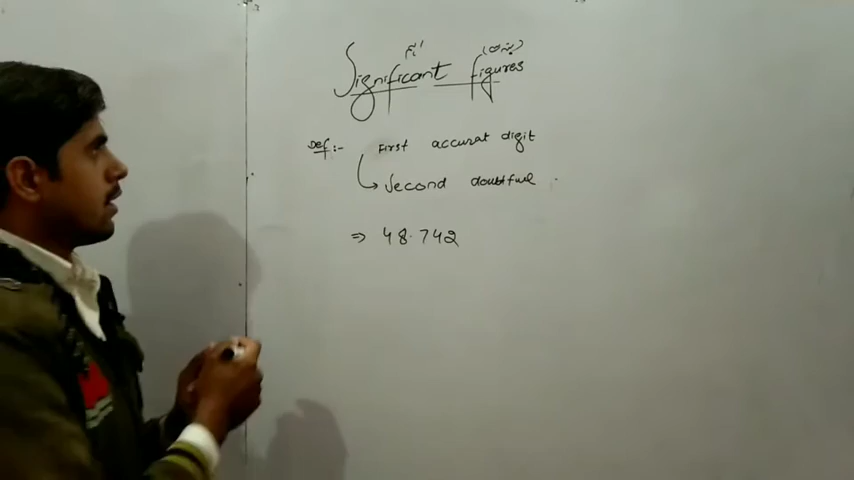 Significant figures
Def :- First accurat digit
Second doubtful
⇒ 48.742